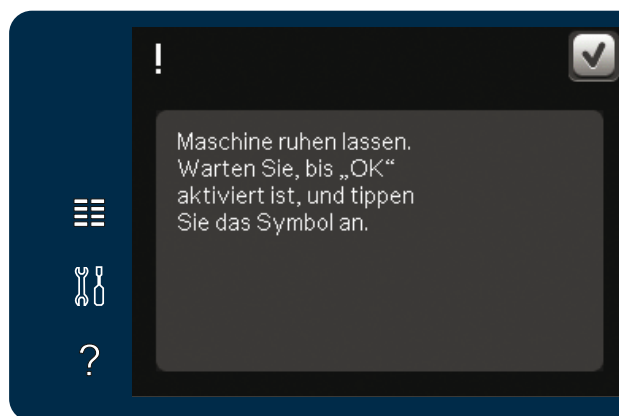 !
Maschine ruhen lassen.
Warten Sie, bis „OK“
aktiviert ist, und tippen
Sie das Symbol an.
?